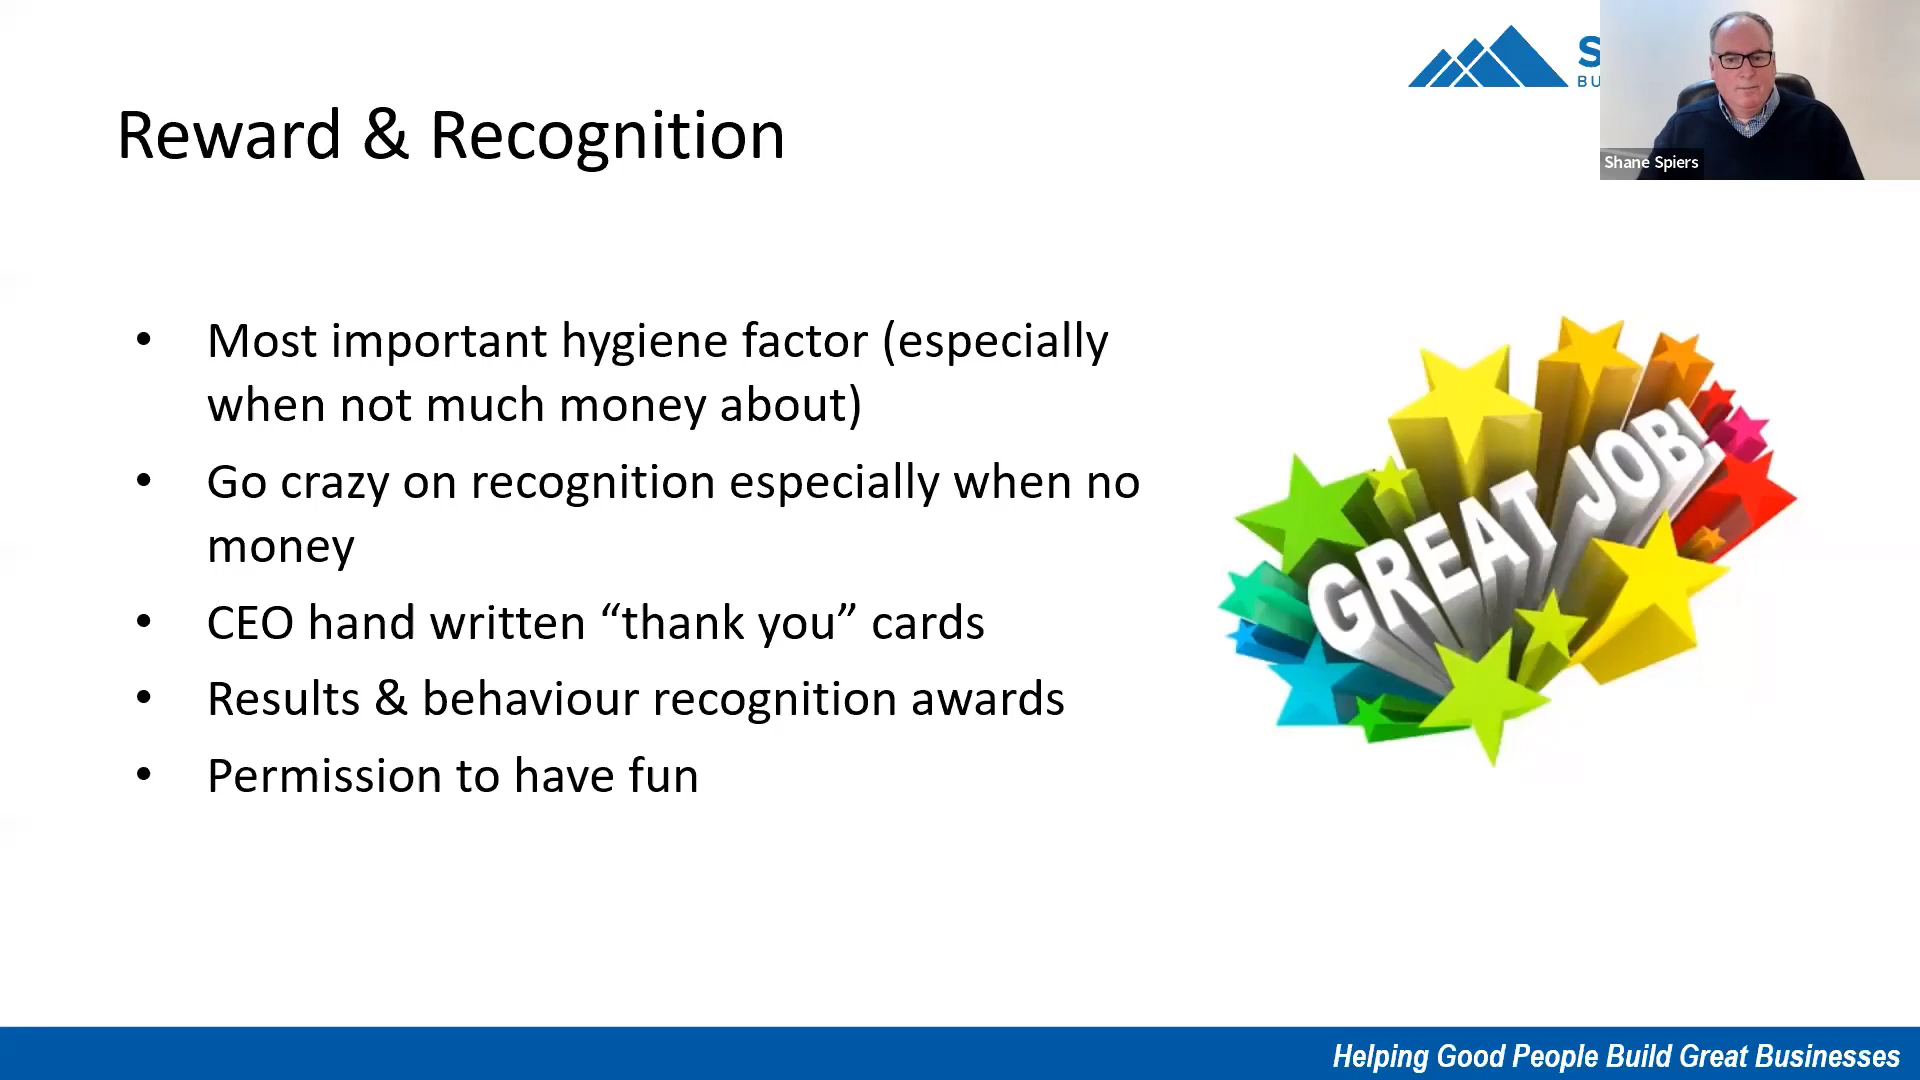 Reward & Recognition
Shane Spiers
• Most important hygiene factor (especially
when not much money about)
• Go crazy on recognition especially when no
money
• CEO hand written “thank you” cards
• Results & behaviour recognition awards
• Permission to have fun
GREAT JOB!
Helping Good People Build Great Businesses